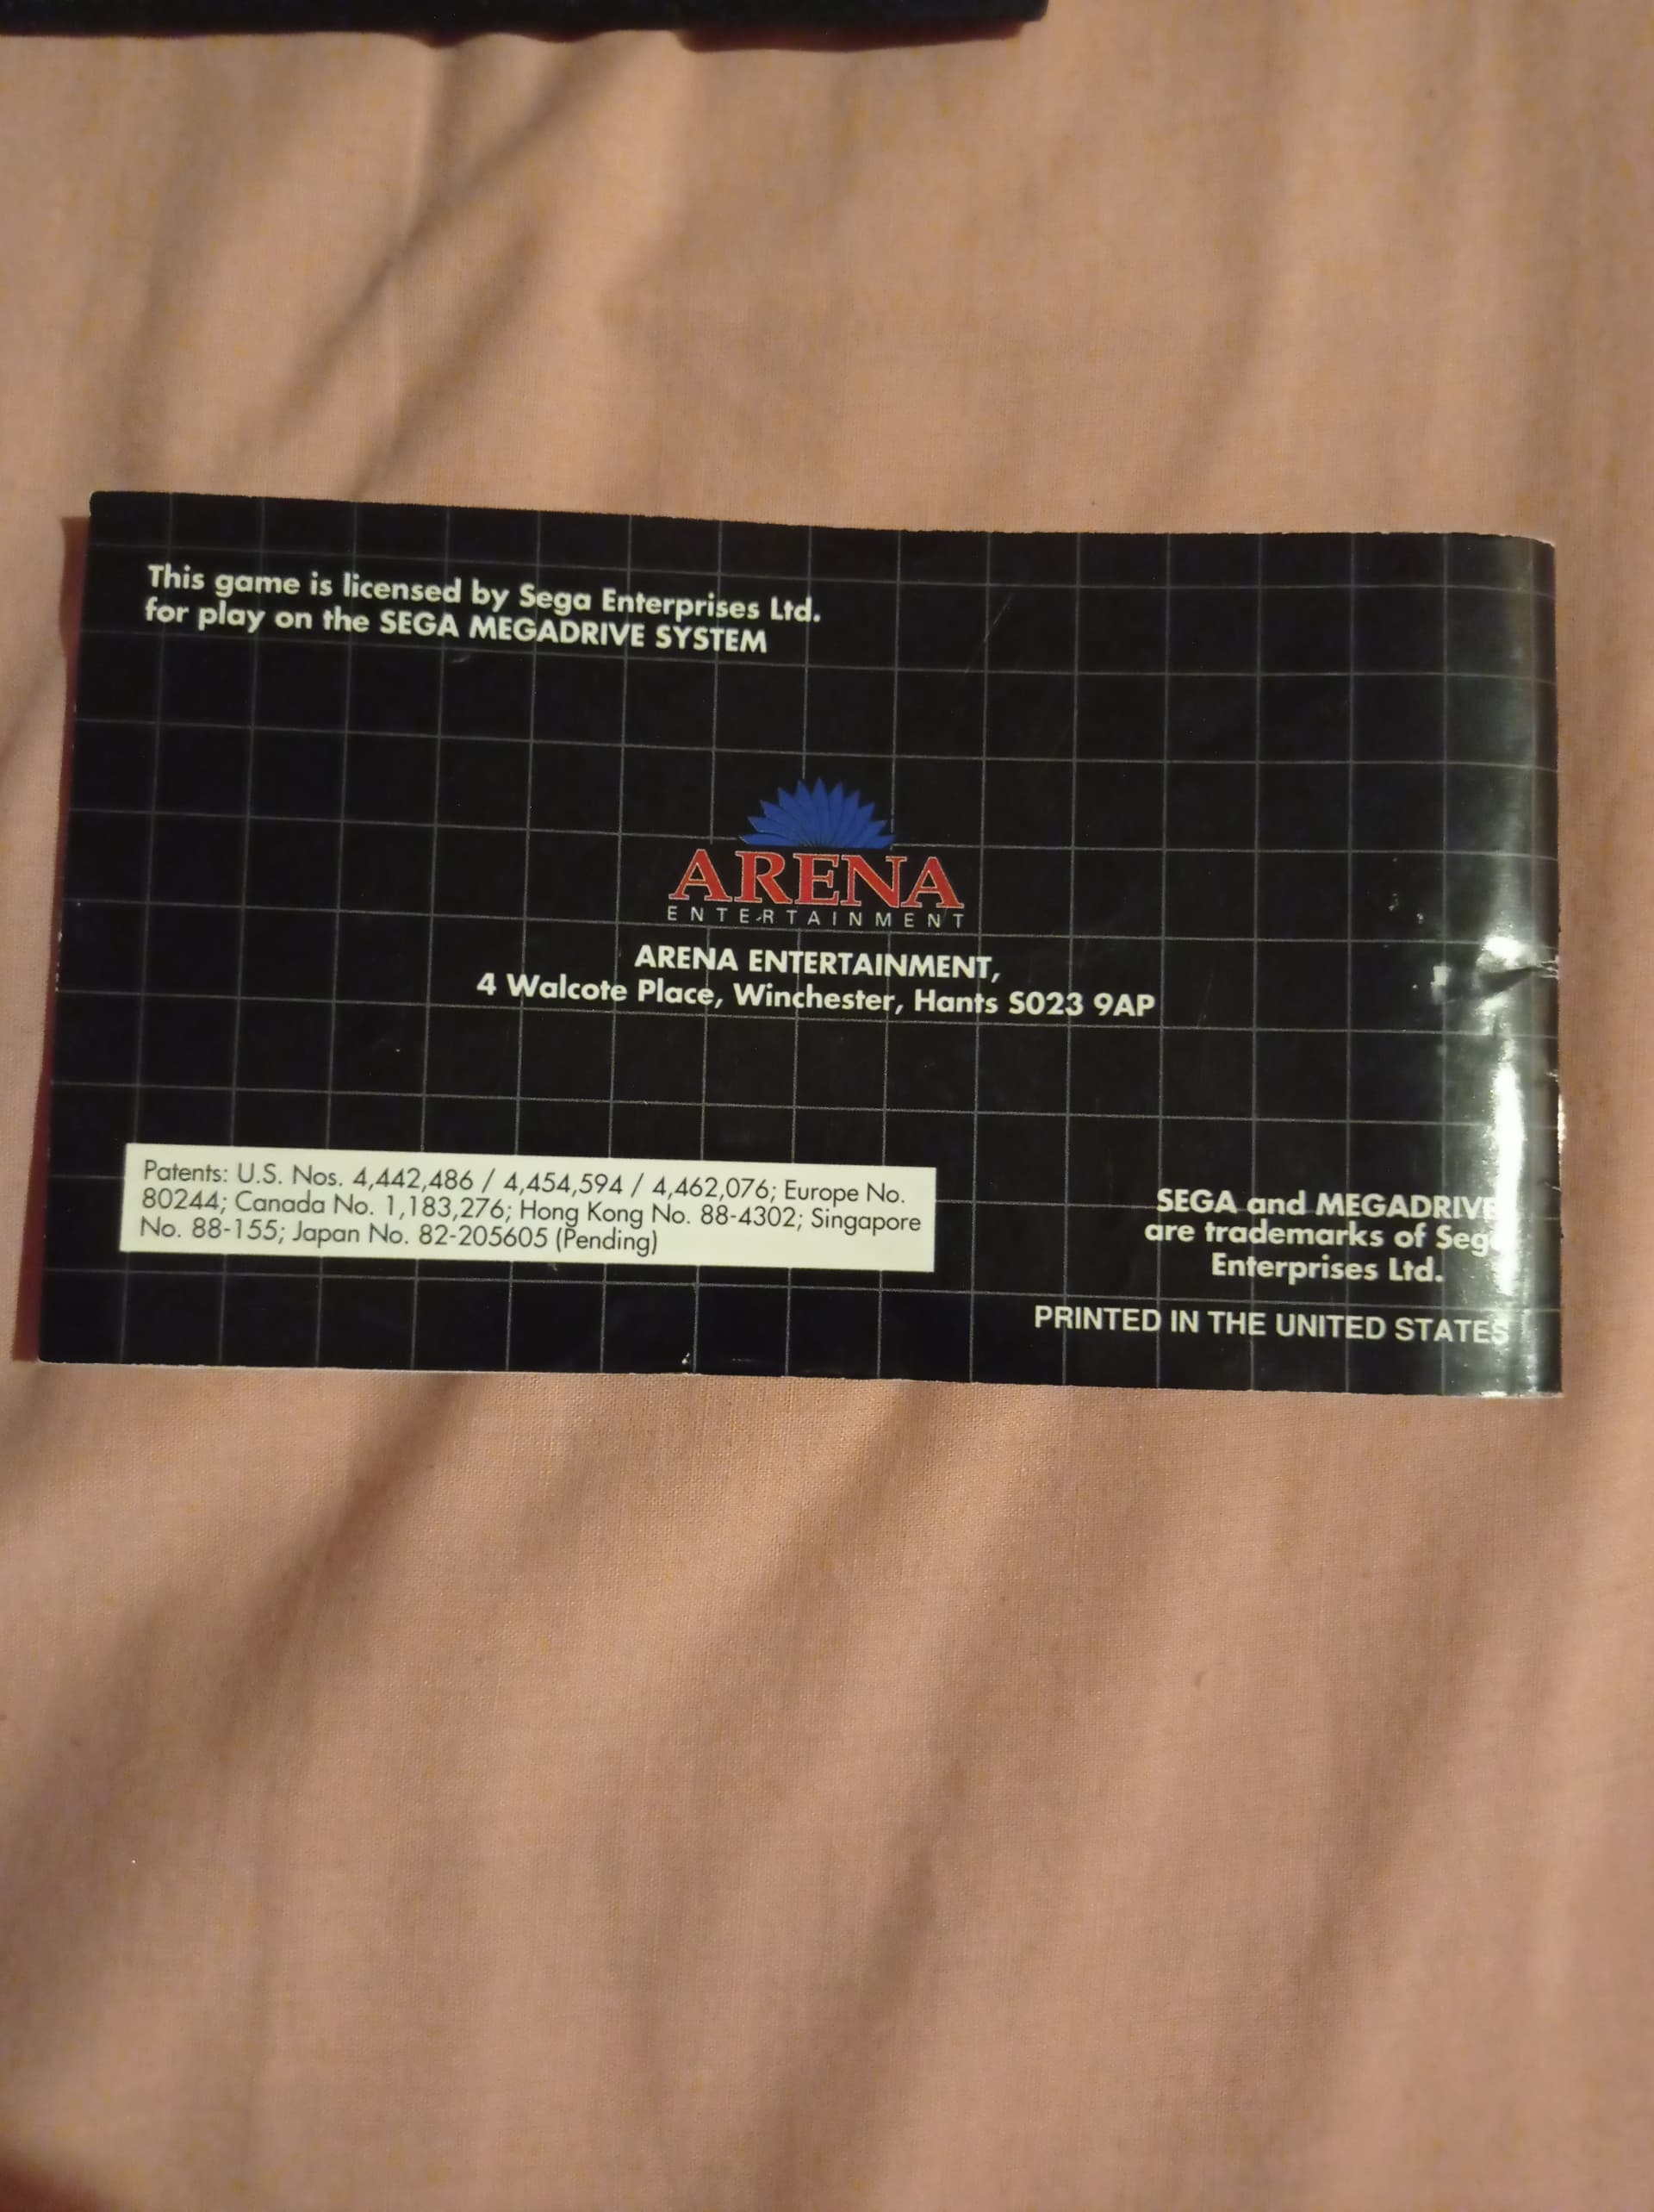 This game is licensed by Sega Enterprises Ltd.
for play on the SEGA MEGADRIVE SYSTEM
ARENA
ENTERTAINMENT
ARENA ENTERTAINMENT,
4 Walcote Place, Winchester, Hants S023 9AP
Patents: U.S. Nos. 4,442,486 / 4,454,594 / 4,462,076; Europe No.
80244; Canada No. 1,183,276; Hong Kong No. 88-4302; Singapore
No. 88-155; Japan No. 82-205605 (Pending)
SEGA and MEGADRIVE
are trademarks of Sega
Enterprises Ltd.
PRINTED IN THE UNITED STATES